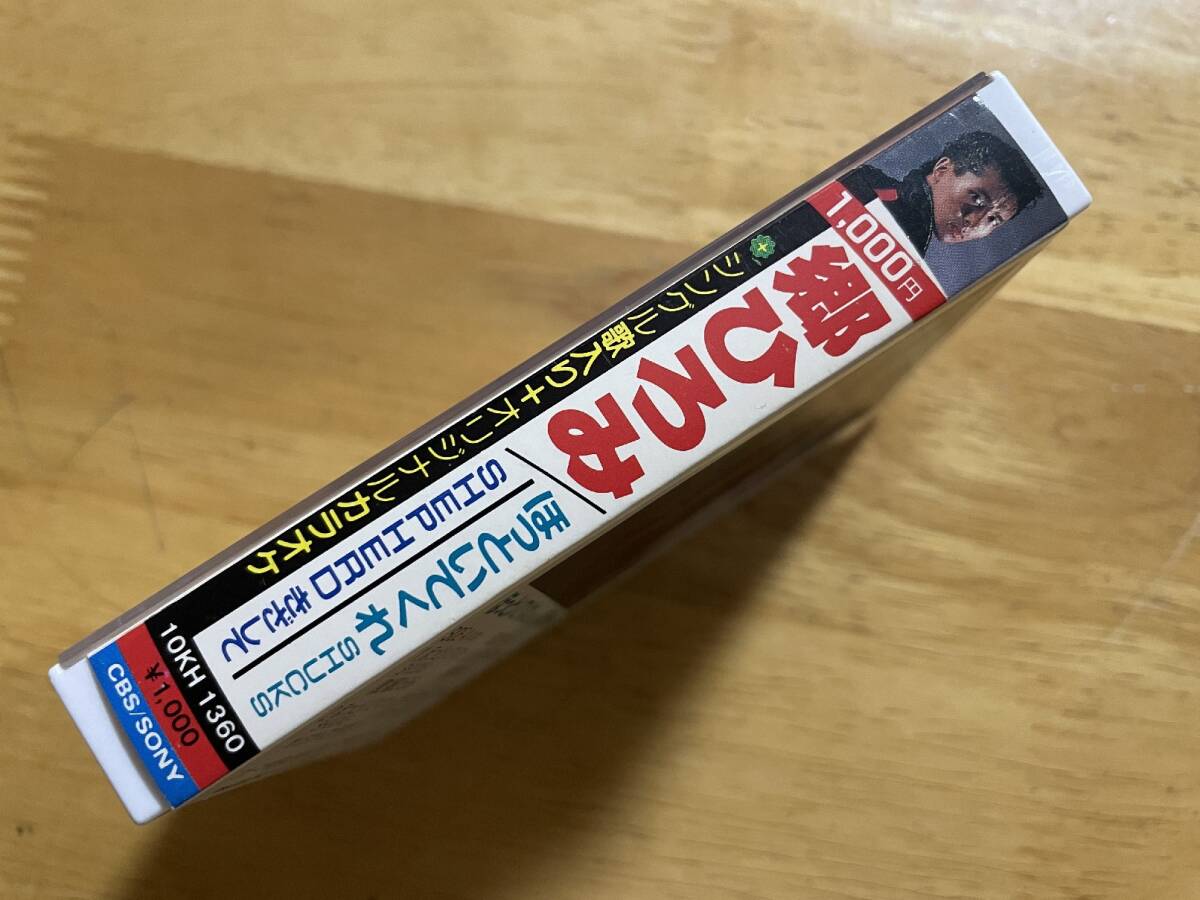 1,000円
郷ひろみ
シングル歌入り+オリジナルカラオケ
ほっといてくれ SHUCKS
SHEPHERD きざして
10KH 1360
¥1,000
CBS/SONY